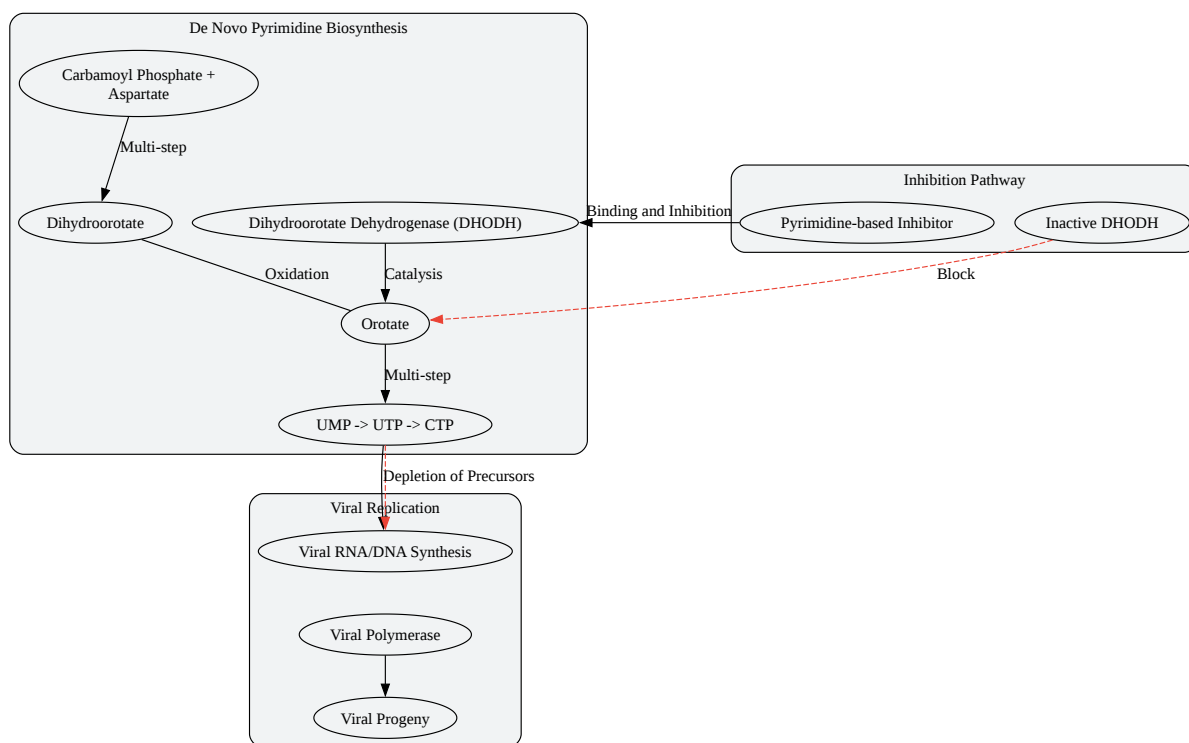 De Novo Pyrimidine Biosynthesis
Carbamoyl Phosphate +
Aspartate
Multi-step
Inhibition Pathway
Dihydroorotate
Dihydroorotate Dehydrogenase (DHODH)
Binding and Inhibition
Pyrimidine-based Inhibitor
Inactive DHODH
Oxidation
Catalysis
Block
Orotate
Multi-step
UMP -> UTP -> CTP
Depletion of Precursors
Viral Replication
Viral RNA/DNA Synthesis
Viral Polymerase
Viral Progeny